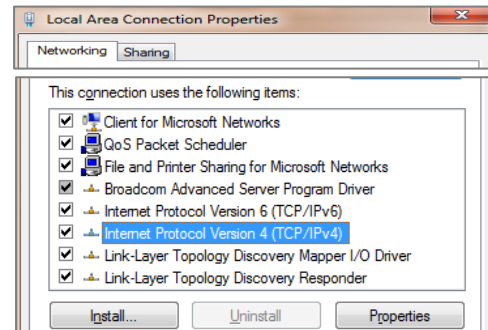 Local Area Connection Properties
Networking Sharing
This connection uses the following items:
Client for Microsoft Networks
QoS Packet Scheduler
File and Printer Sharing for Microsoft Networks
Broadcom Advanced Server Program Driver
Internet Protocol Version 6 (TCP/IPv6)
Internet Protocol Version 4 (TCP/IPv4)
Link-Layer Topology Discovery Mapper I/O Driver
Link-Layer Topology Discovery Responder
Install... Uninstall Properties